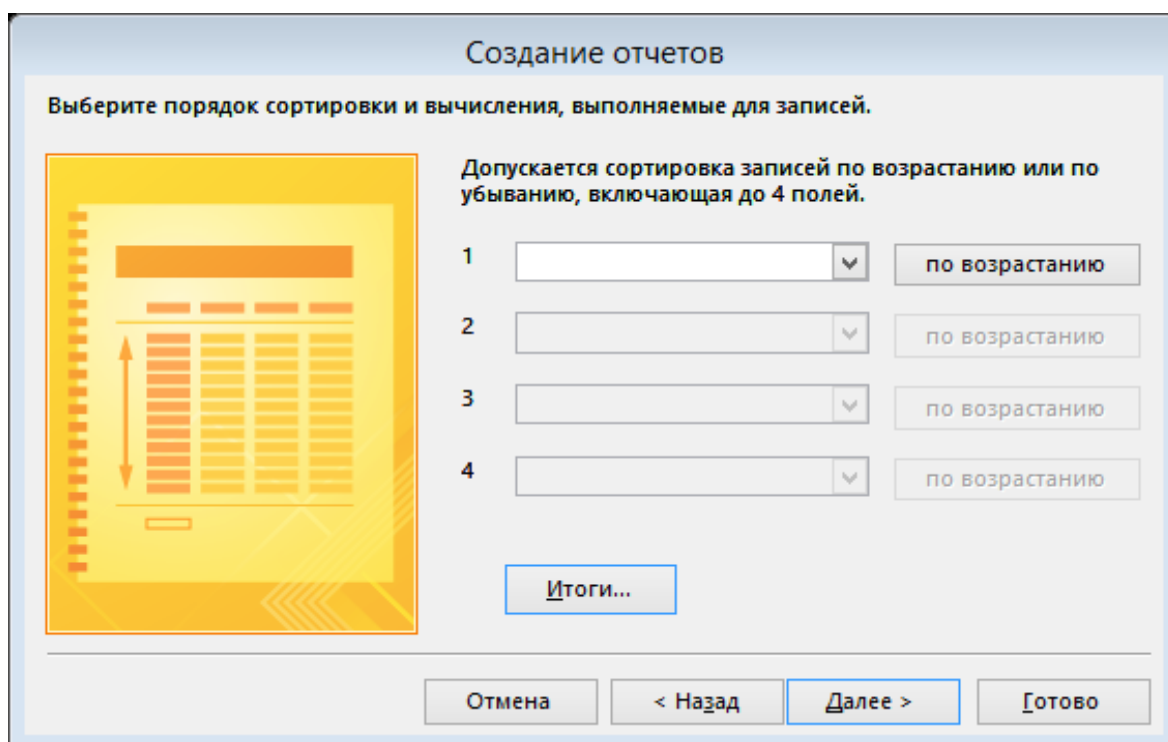 Создание отчетов
Выберите порядок сортировки и вычисления, выполняемые для записей.
Допускается сортировка записей по возрастанию или по
убыванию, включающая до 4 полей.
1 по возрастанию
2 по возрастанию
3 по возрастанию
4 по возрастанию
Итоги...
Отмена < Назад Далее > Готово